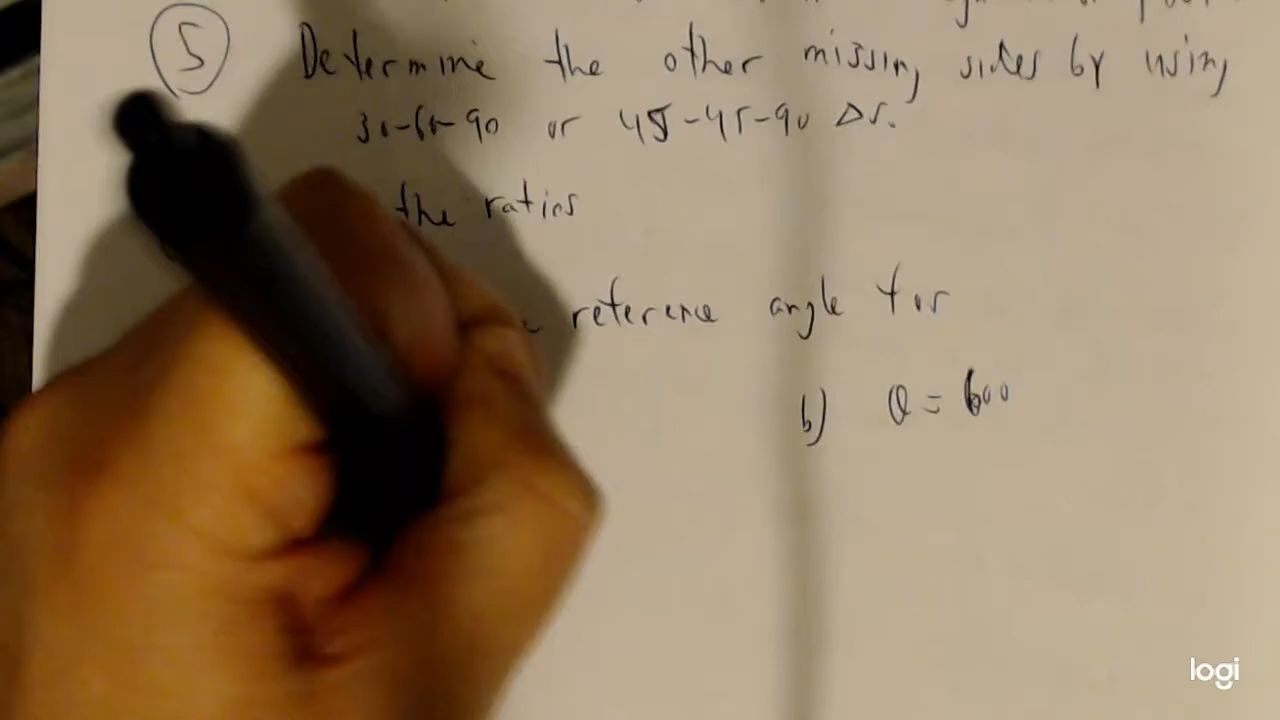 5 Determine the other missing sides by using
30-60-90 or 45-45-90 Δs.
the ratios
reference angle for
b) θ = 600
logi